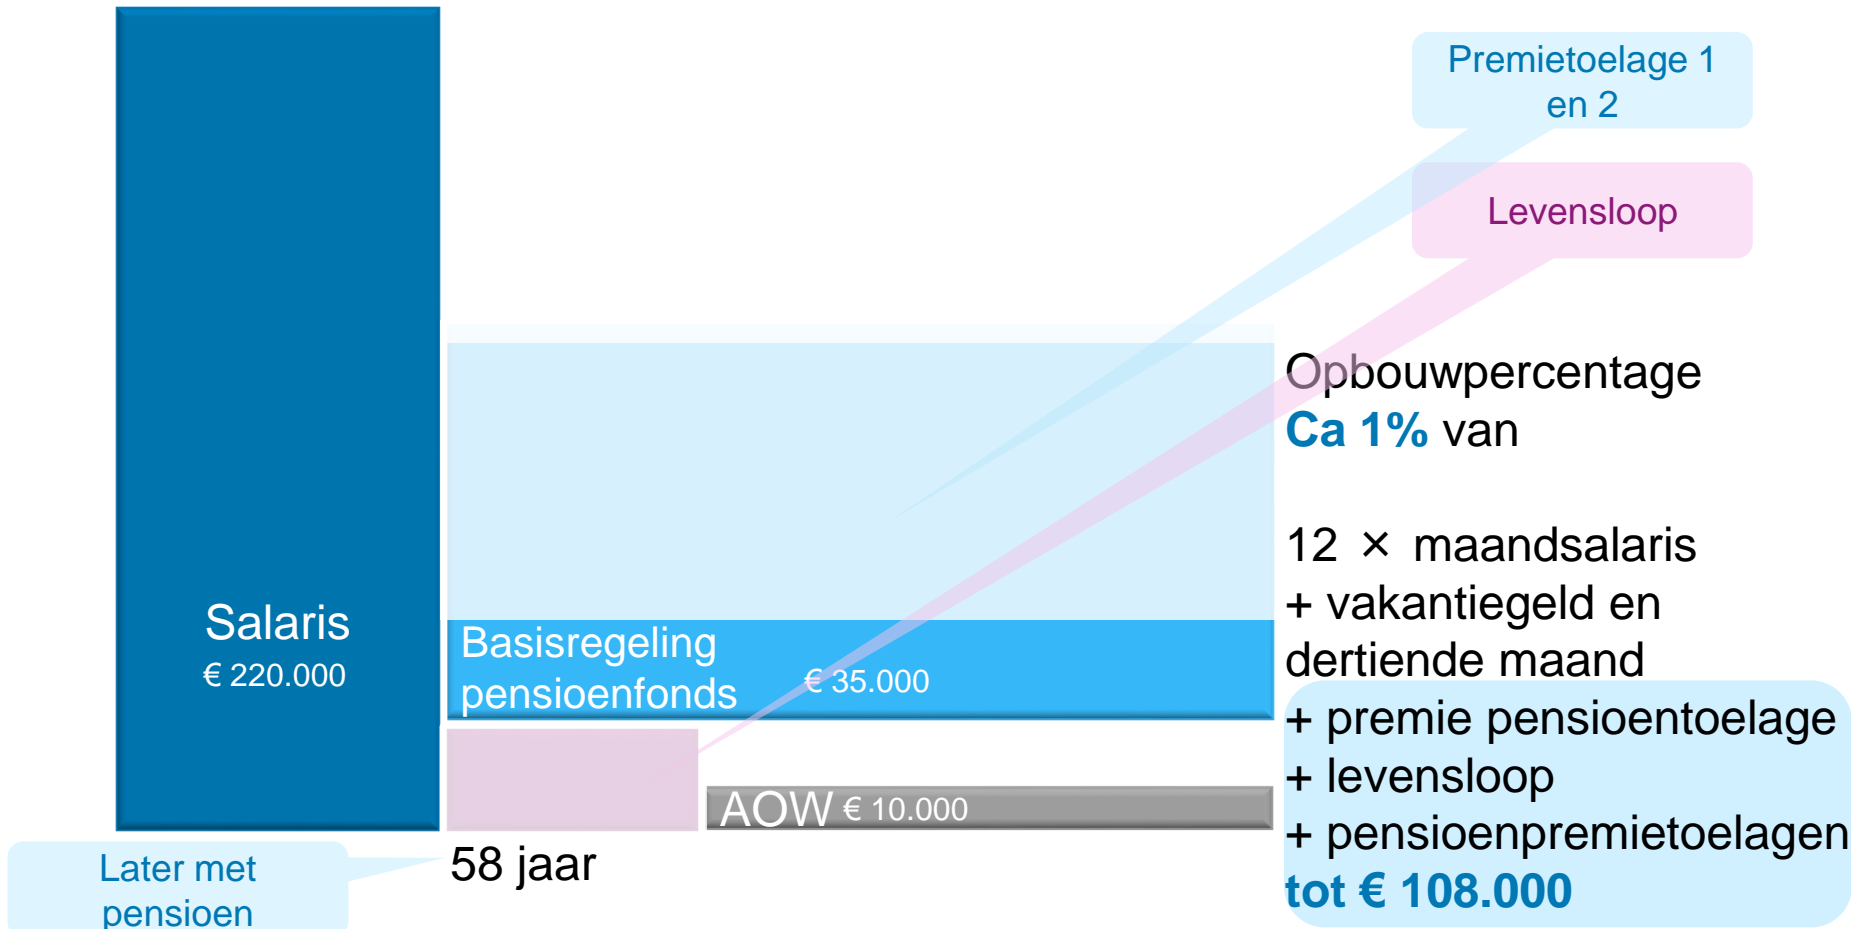 Premietoelage 1
en 2
Levensloop
Opbouwpercentage
Ca 1% van
12 × maandsalaris
+ vakantiegeld en
dertiende maand
+ premie pensioentoelage
+ levensloop
+ pensioenpremietoelagen
tot € 108.000
Salaris
€ 220.000
Basisregeling
pensioenfonds
€ 35.000
AOW € 10.000
58 jaar
Later met
pensioen